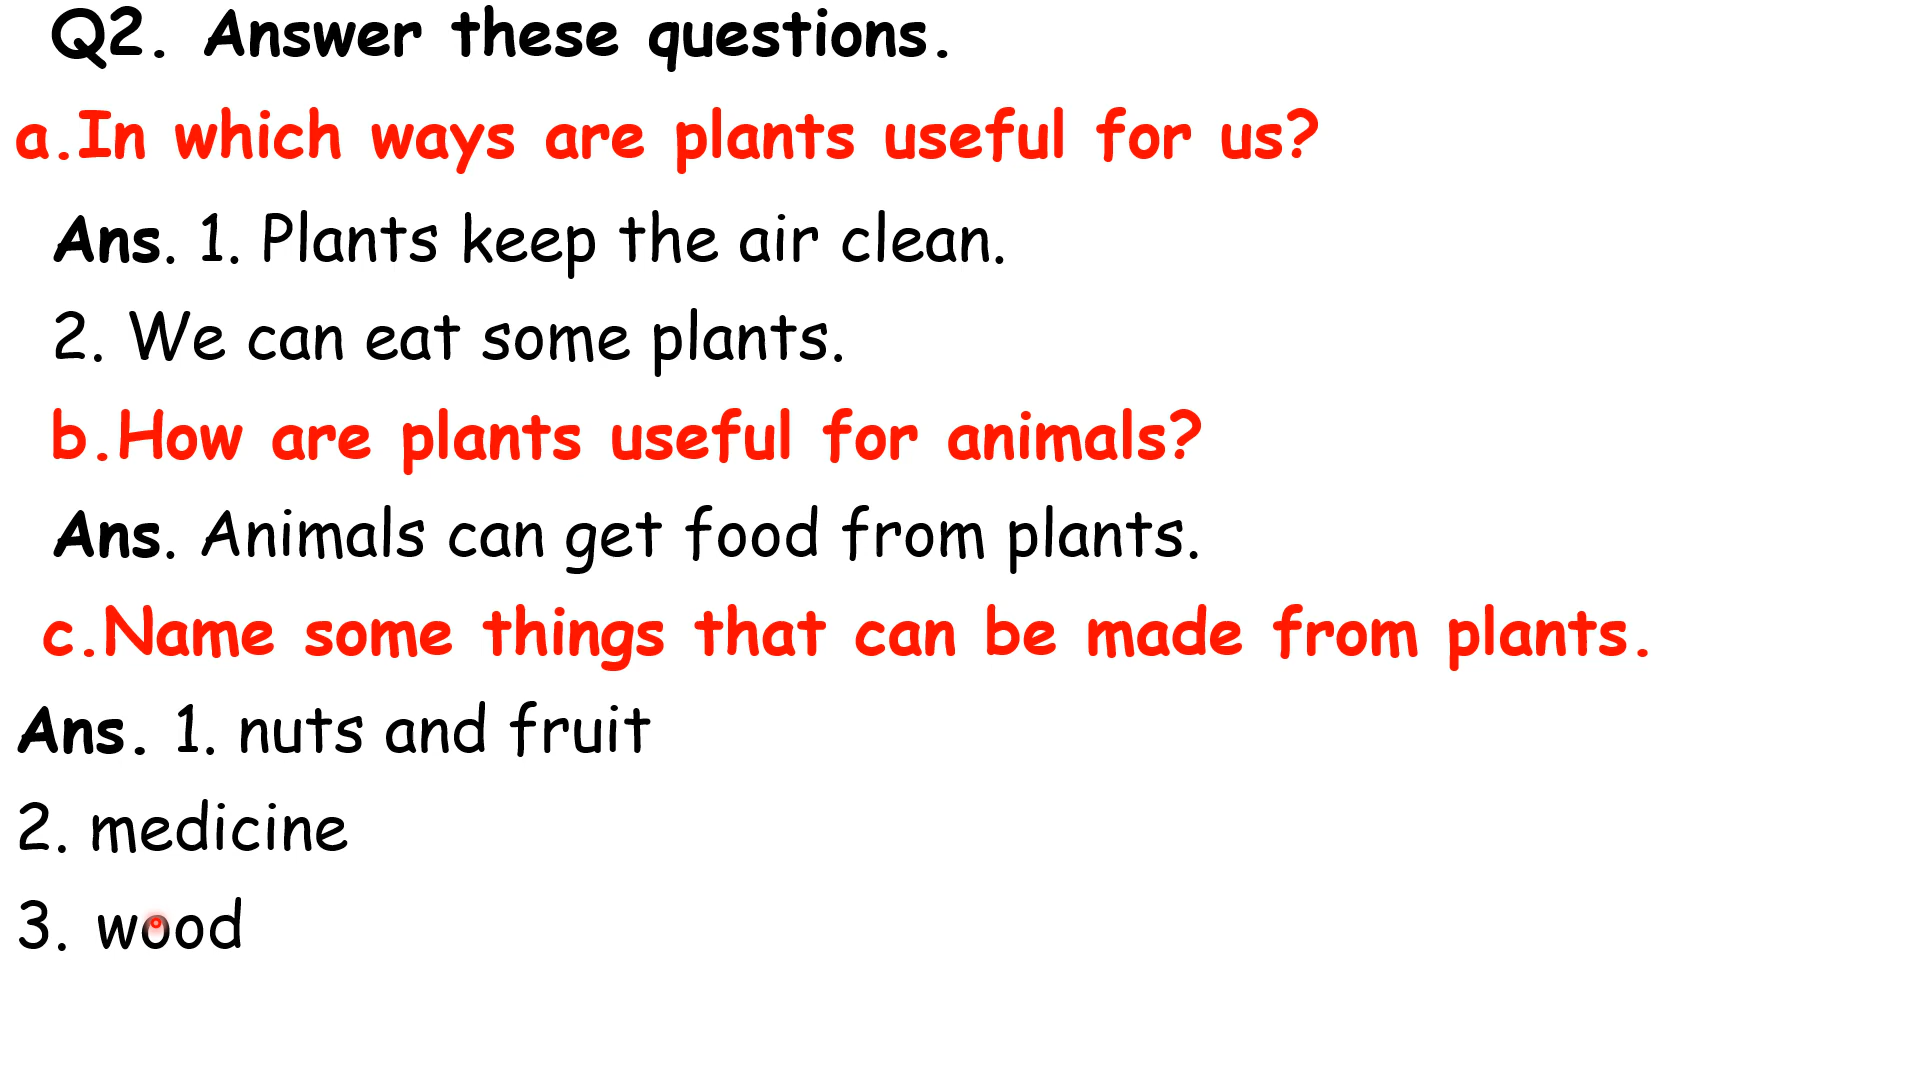 Q2. Answer these questions.
a.In which ways are plants useful for us?
Ans. 1. Plants keep the air clean.
2. We can eat some plants.
b.How are plants useful for animals?
Ans. Animals can get food from plants.
c.Name some things that can be made from plants.
Ans. 1. nuts and fruit
2. medicine
3. wood